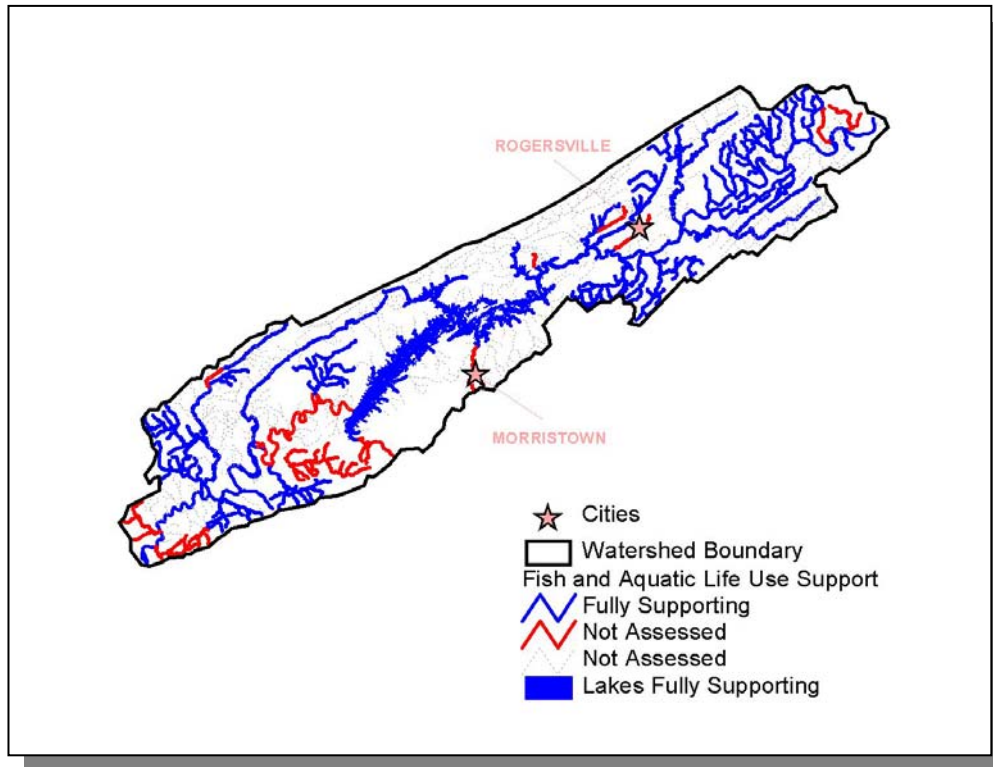 ROGERSVILLE
MORRISTOWN
Cities
Watershed Boundary
Fish and Aquatic Life Use Support
Fully Supporting
Not Assessed
Not Assessed
Lakes Fully Supporting